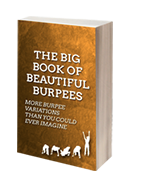 THE BIG
BOOK OF
BEAUTIFUL
BURPEES
MORE BURPEE
VARIATIONS
THAN YOU COULD
EVER IMAGINE